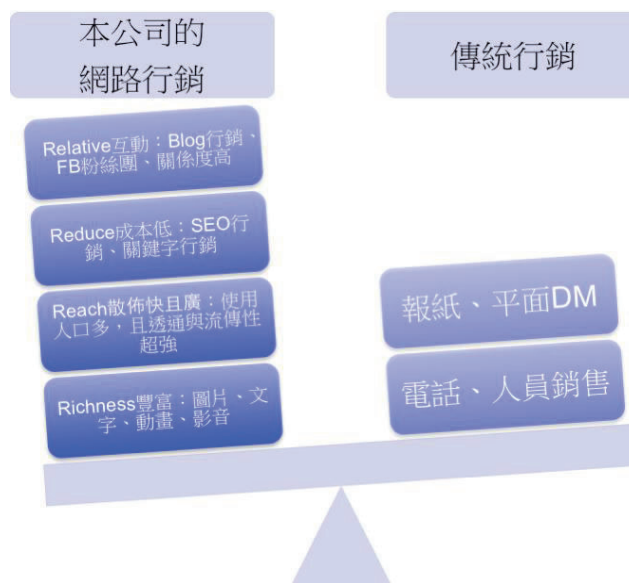 本公司的
網路行銷
傳統行銷
Relative互動：Blog行銷、
FB粉絲團、關係度高
Reduce成本低：SEO行
銷、關鍵字行銷
Reach散佈快且廣：使用
人口多，且透通與流傳性
超強
Richness豐富：圖片、文
字、動畫、影音
報紙、平面DM
電話、人員銷售